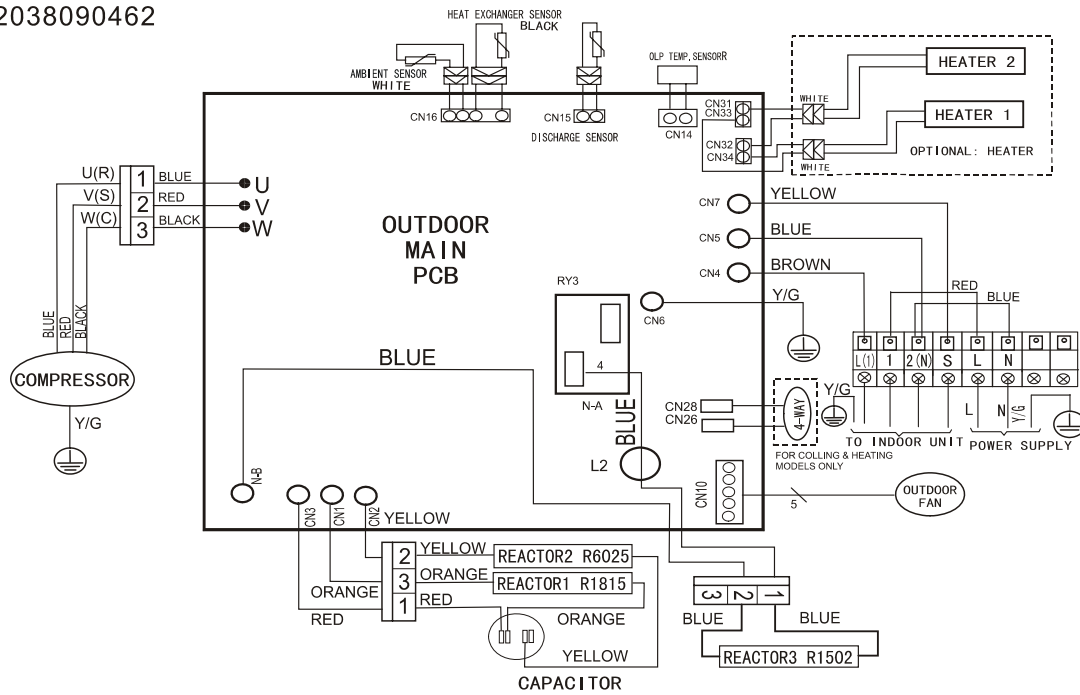 2038090462
HEAT EXCHANGER SENSOR
BLACK
AMBIENT SENSOR
WHITE
OLP TEMP. SENSORR
CN16
CN15
DISCHARGE SENSOR
CN14
CN31
CN33
CN32
CN34
WHITE
WHITE
HEATER 2
HEATER 1
OPTIONAL: HEATER
U(R)
V(S)
W(C)
1
2
3
BLUE
RED
BLACK
U
V
W
OUTDOOR
MAIN
PCB
CN7
YELLOW
CN5
BLUE
CN4
BROWN
RY3
CN6
Y/G
RED
BLUE
BLUE
RED
BLACK
COMPRESSOR
Y/G
BLUE
4
N-A
BLUE
L2
L(1) 1 2(N) S L N
Y/G
L N Y/G
TO INDOOR UNIT
POWER SUPPLY
CN28
CN26
4-WAY
FOR COLLING & HEATING
MODELS ONLY
N-B
CN3
CN1
CN2
YELLOW
CN10
5
OUTDOOR
FAN
2
3
1
YELLOW
ORANGE
RED
ORANGE
RED
REACTOR2 R6025
REACTOR1 R1815
ORANGE
YELLOW
CAPACITOR
3 2 1
BLUE
BLUE
REACTOR3 R1502